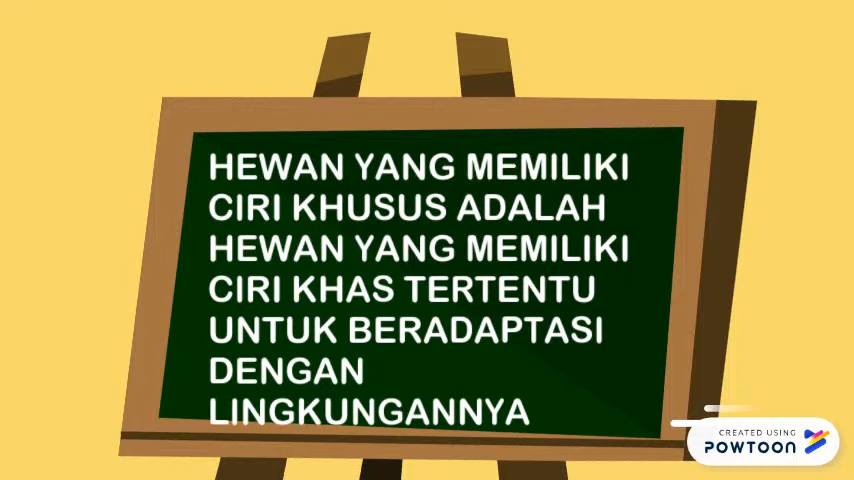 HEWAN YANG MEMILIKI
CIRI KHUSUS ADALAH
HEWAN YANG MEMILIKI
CIRI KHAS TERTENTU
UNTUK BERADAPTASI
DENGAN
LINGKUNGANNYA
CREATED USING
POWTOON